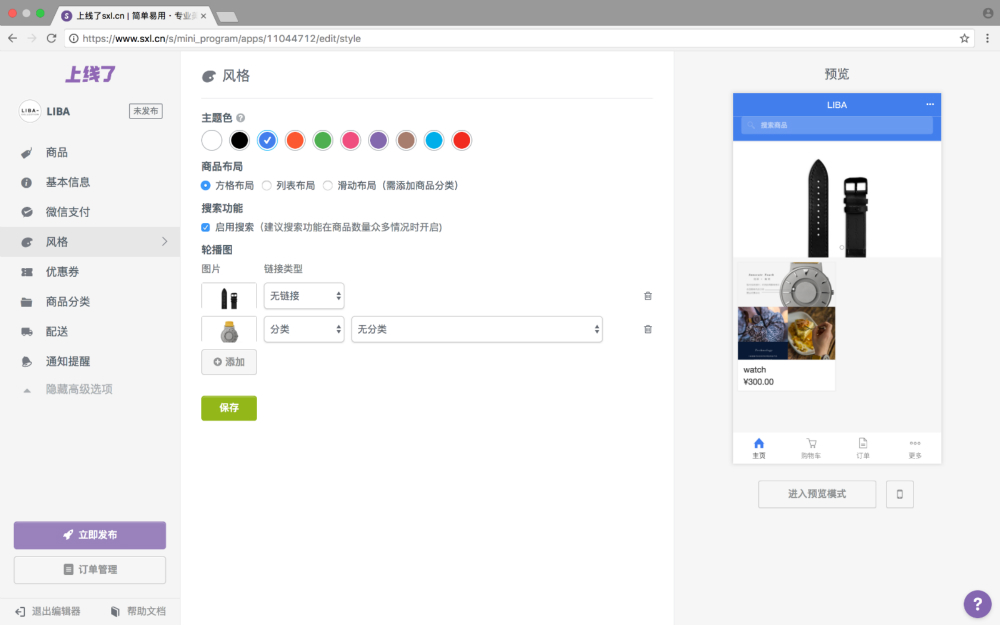 上线了sxl.cn | 简单易用・专业
https://www.sxl.cn/s/mini_program/apps/11044712/edit/style
上线了
LIBA
LIBA
未发布
商品
基本信息
微信支付
风格
优惠券
商品分类
配送
通知提醒
隐藏高级选项
立即发布
订单管理
退出编辑器
帮助文档
风格
主题色
商品布局
方格布局 列表布局 滑动布局（需添加商品分类）
搜索功能
启用搜索（建议搜索功能在商品数量众多情况时开启）
轮播图
图片 链接类型
无链接
分类 无分类
添加
保存
预览
LIBA
搜索商品
watch
¥300.00
主页 购物车 订单 更多
进入预览模式
?